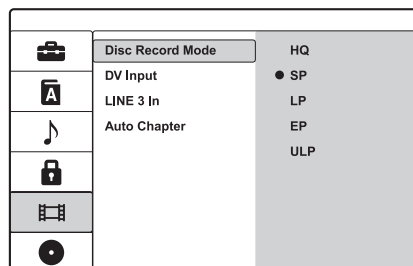 A
Disc Record Mode
DV Input
LINE 3 In
Auto Chapter
HQ
SP
LP
EP
ULP